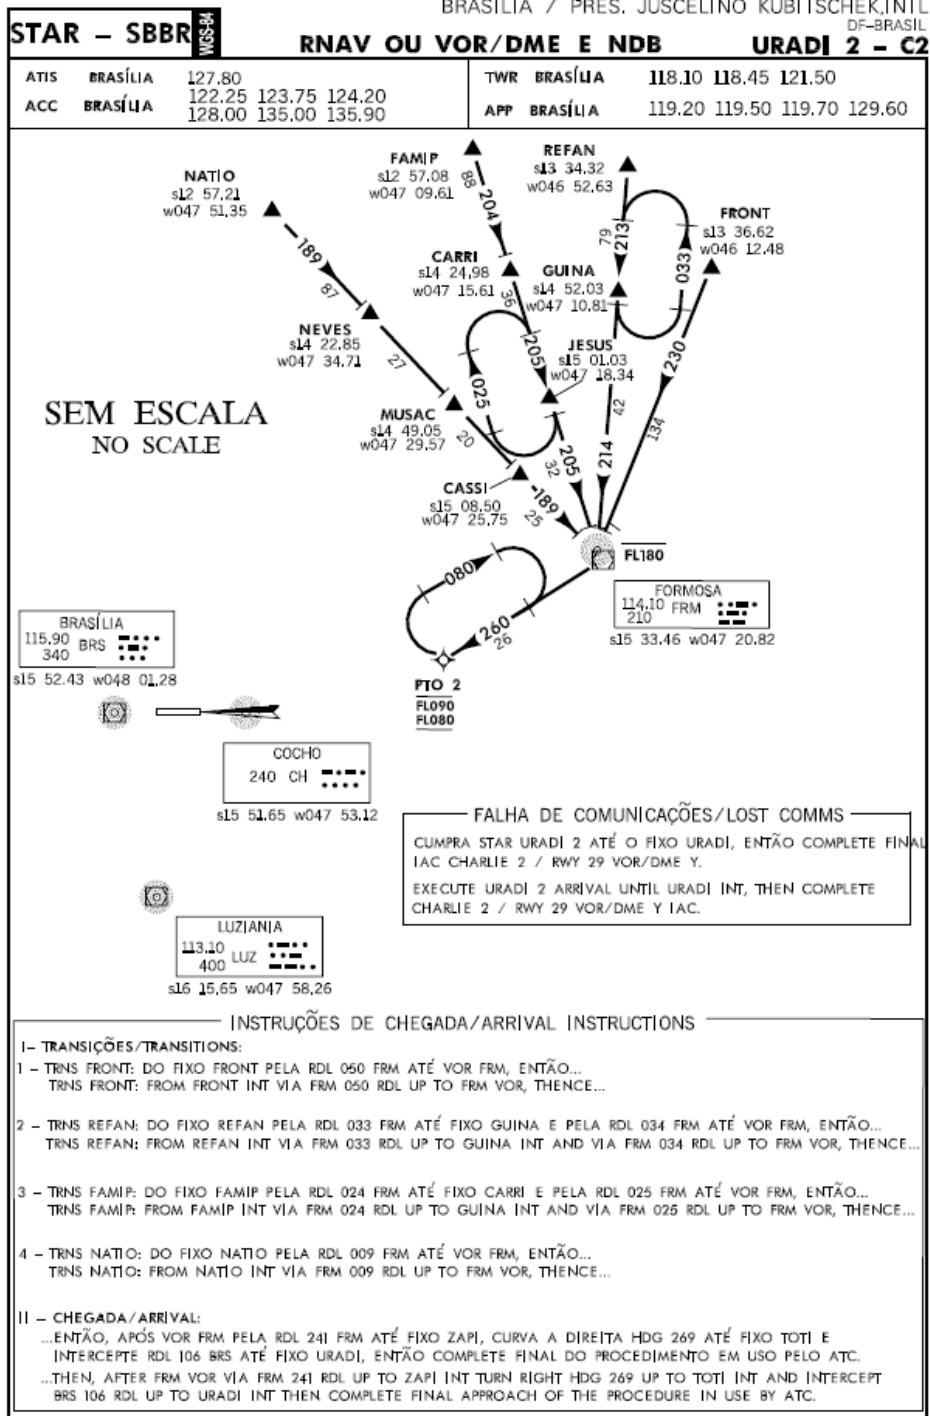 BRASÍLIA / PRES. JUSCELINO KUBITSCHEK,INTL
DF-BRASIL
STAR – SBBR
WGS-84
RNAV OU VOR/DME E NDB
URADI 2 – C2
ATIS BRASÍLIA 127.80
ACC BRASÍLIA 122.25 123.75 124.20
128.00 135.00 135.90
TWR BRASÍLIA 118.10 118.45 121.50
APP BRASÍLIA 119.20 119.50 119.70 129.60
NATIO
s12 57.21
w047 51.35
FAMIP
s12 57.08
w047 09.61
REFAN
s13 34.32
w046 52.63
FRONT
s13 36.62
w046 12.48
189
87
88
204
79
213
033
230
134
CARRI
s14 24.98
w047 15.61
36
GUINA
s14 52.03
w047 10.81
NEVES
s14 22.85
w047 34.71
27
205
025
JESUS
s15 01.03
w047 18.34
42
214
SEM ESCALA
NO SCALE
MUSAC
s14 49.05
w047 29.57
20
205
32
CASSI
s15 08.50
w047 25.75
189
25
FL180
080
260
26
FORMOSA
114.10 FRM
210
s15 33.46 w047 20.82
BRASÍLIA
115.90 BRS
340
s15 52.43 w048 01.28
PTO 2
FL090
FL080
COCHO
240 CH
s15 51.65 w047 53.12
LUZIANIA
113.10 LUZ
400
s16 15.65 w047 58.26
FALHA DE COMUNICAÇÕES/LOST COMMS
CUMPRA STAR URADI 2 ATÉ O FIXO URADI, ENTÃO COMPLETE FINAL
IAC CHARLIE 2 / RWY 29 VOR/DME Y.
EXECUTE URADI 2 ARRIVAL UNTIL URADI INT, THEN COMPLETE
CHARLIE 2 / RWY 29 VOR/DME Y IAC.
INSTRUÇÕES DE CHEGADA/ARRIVAL INSTRUCTIONS
I– TRANSIÇÕES/TRANSITIONS:
1 – TRNS FRONT: DO FIXO FRONT PELA RDL 050 FRM ATÉ VOR FRM, ENTÃO...
TRNS FRONT: FROM FRONT INT VIA FRM 050 RDL UP TO FRM VOR, THENCE...
2 – TRNS REFAN: DO FIXO REFAN PELA RDL 033 FRM ATÉ FIXO GUINA E PELA RDL 034 FRM ATÉ VOR FRM, ENTÃO...
TRNS REFAN: FROM REFAN INT VIA FRM 033 RDL UP TO GUINA INT AND VIA FRM 034 RDL UP TO FRM VOR, THENCE...
3 – TRNS FAMIP: DO FIXO FAMIP PELA RDL 024 FRM ATÉ FIXO CARRI E PELA RDL 025 FRM ATÉ VOR FRM, ENTÃO...
TRNS FAMIP: FROM FAMIP INT VIA FRM 024 RDL UP TO GUINA INT AND VIA FRM 025 RDL UP TO FRM VOR, THENCE...
4 – TRNS NATIO: DO FIXO NATIO PELA RDL 009 FRM ATÉ VOR FRM, ENTÃO...
TRNS NATIO: FROM NATIO INT VIA FRM 009 RDL UP TO FRM VOR, THENCE...
II – CHEGADA/ARRIVAL:
...ENTÃO, APÓS VOR FRM PELA RDL 241 FRM ATÉ FIXO ZAPI, CURVA A DIREITA HDG 269 ATÉ FIXO TOTI E
INTERCEPTE RDL 106 BRS ATÉ FIXO URADI, ENTÃO COMPLETE FINAL DO PROCEDIMENTO EM USO PELO ATC.
...THEN, AFTER FRM VOR VIA FRM 241 RDL UP TO ZAPI INT TURN RIGHT HDG 269 UP TO TOTI INT AND INTERCEPT
BRS 106 RDL UP TO URADI INT THEN COMPLETE FINAL APPROACH OF THE PROCEDURE IN USE BY ATC.